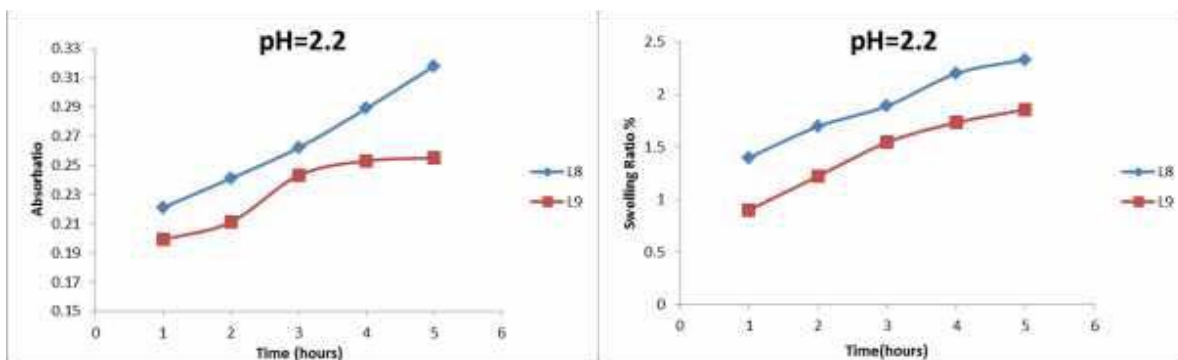 pH=2.2
0.33
0.31
0.29
0.27
0.25
0.23
0.21
0.19
0.17
0.15
Absorbatio
0 1 2 3 4 5 6
Time (hours)
L8
L9
pH=2.2
2.5
2
1.5
1
0.5
0
Swelling Ratio %
0 1 2 3 4 5 6
Time(hours)
L8
L9